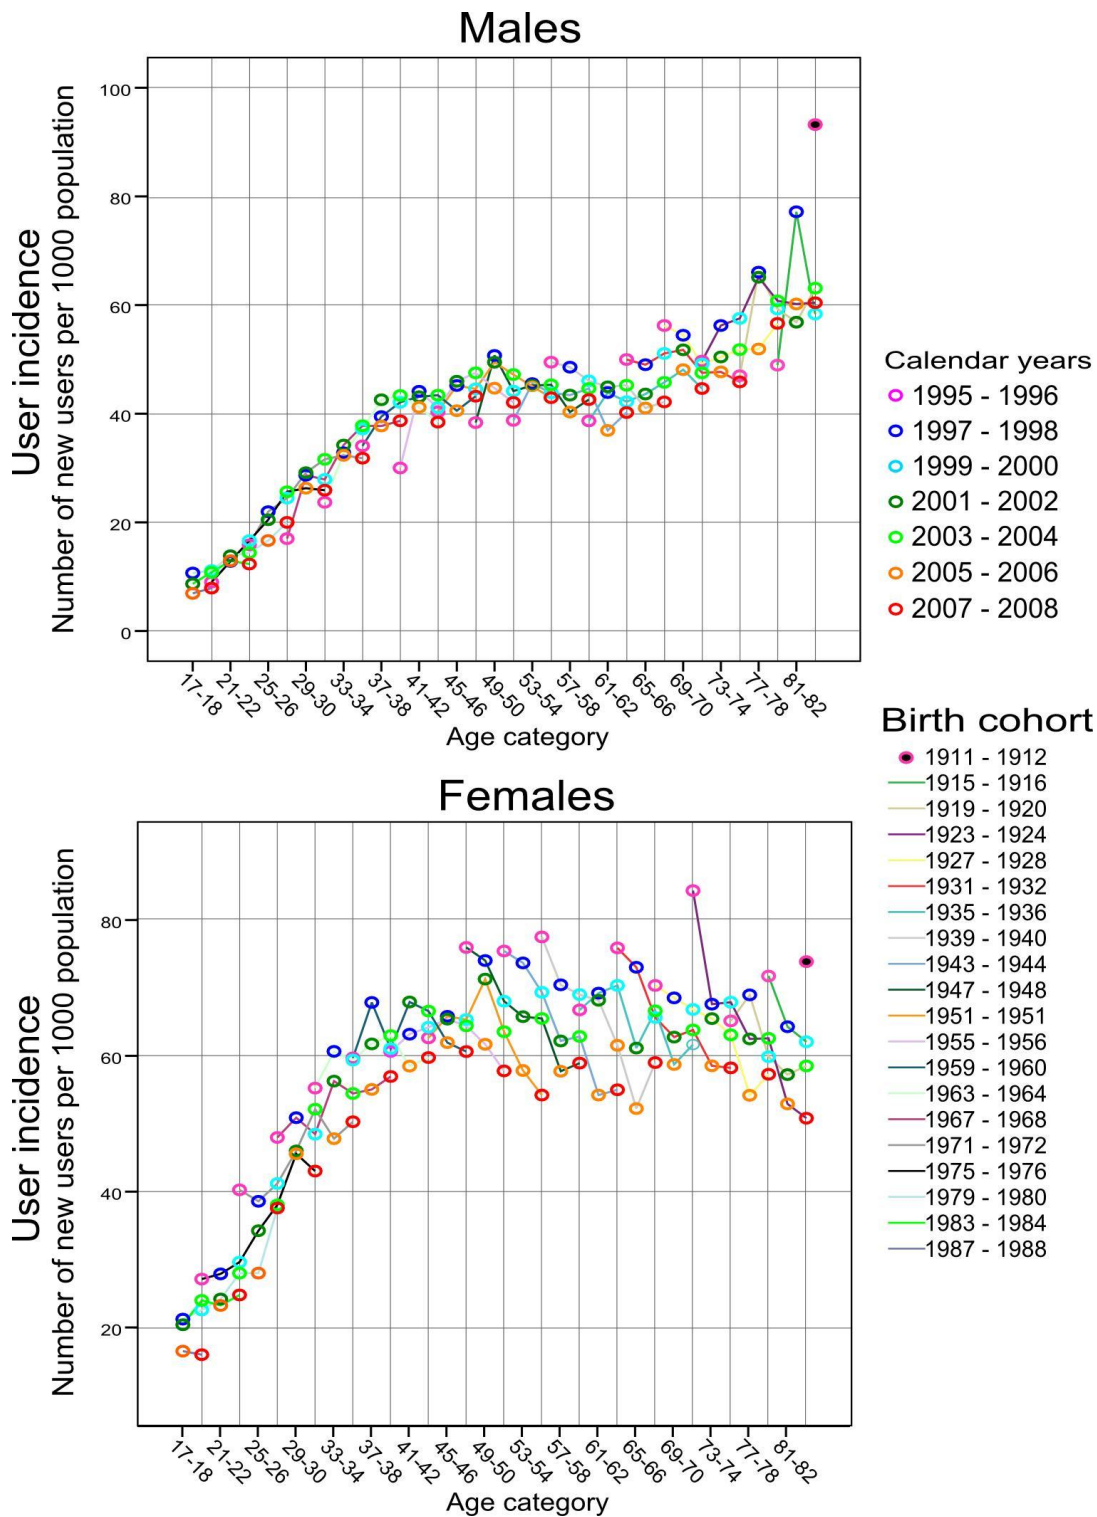 Males
User incidence
Number of new users per 1000 population
100
80
60
40
20
0
17-18
21-22
25-26
29-30
33-34
37-38
41-42
45-46
49-50
53-54
57-58
61-62
65-66
69-70
73-74
77-78
81-82
Age category
Calendar years
1995 - 1996
1997 - 1998
1999 - 2000
2001 - 2002
2003 - 2004
2005 - 2006
2007 - 2008
Birth cohort
1911 - 1912
1915 - 1916
1919 - 1920
1923 - 1924
1927 - 1928
1931 - 1932
1935 - 1936
1939 - 1940
1943 - 1944
1947 - 1948
1951 - 1951
1955 - 1956
1959 - 1960
1963 - 1964
1967 - 1968
1971 - 1972
1975 - 1976
1979 - 1980
1983 - 1984
1987 - 1988
Females
User incidence
Number of new users per 1000 population
80
60
40
20
17-18
21-22
25-26
29-30
33-34
37-38
41-42
45-46
49-50
53-54
57-58
61-62
65-66
69-70
73-74
77-78
81-82
Age category